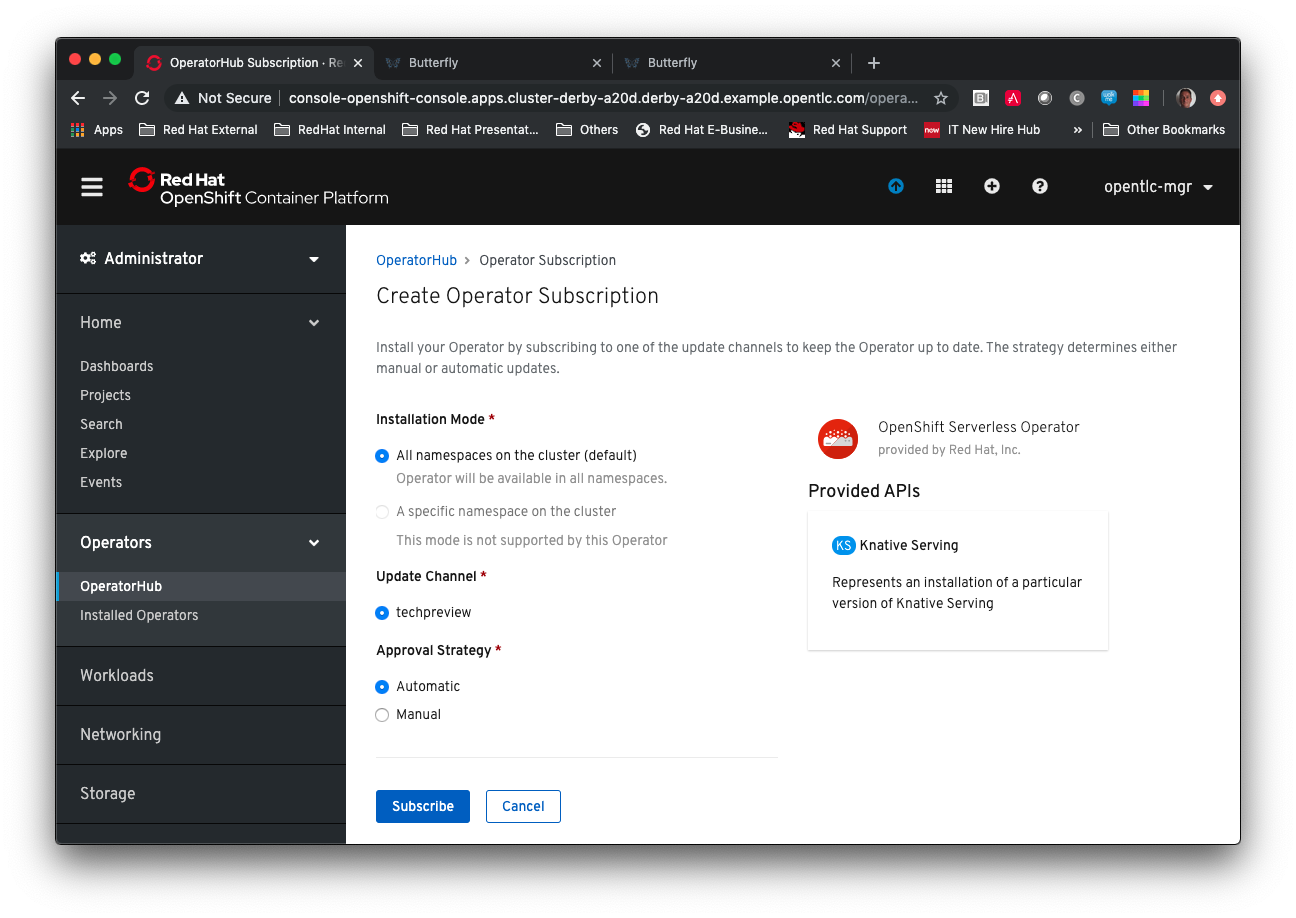 OperatorHub Subscription · Re
Butterfly
Butterfly
Not Secure
console-openshift-console.apps.cluster-derby-a20d.derby-a20d.example.opentlc.com/opera...
Apps
Red Hat External
RedHat Internal
Red Hat Presentat...
Others
Red Hat E-Busine...
Red Hat Support
now
IT New Hire Hub
»
Other Bookmarks
Red Hat
OpenShift Container Platform
opentlc-mgr
Administrator
Home
Dashboards
Projects
Search
Explore
Events
Operators
OperatorHub
Installed Operators
Workloads
Networking
Storage
OperatorHub > Operator Subscription
Create Operator Subscription
Install your Operator by subscribing to one of the update channels to keep the Operator up to date. The strategy determines either
manual or automatic updates.
Installation Mode *
All namespaces on the cluster (default)
Operator will be available in all namespaces.
A specific namespace on the cluster
This mode is not supported by this Operator
Update Channel *
techpreview
Approval Strategy *
Automatic
Manual
Subscribe
Cancel
OpenShift Serverless Operator
provided by Red Hat, Inc.
Provided APIs
KS Knative Serving
Represents an installation of a particular
version of Knative Serving